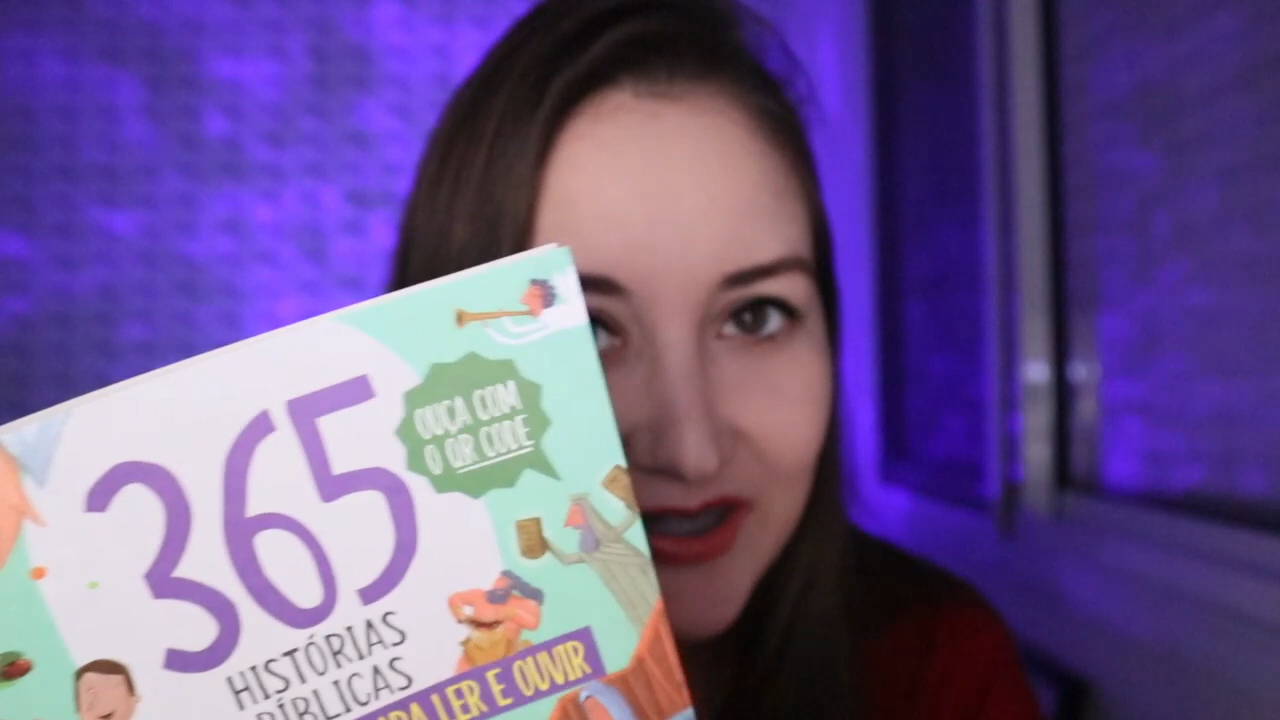 OUÇA COM
O QR CODE
365
HISTÓRIAS
BÍBLICAS
PARA LER E OUVIR